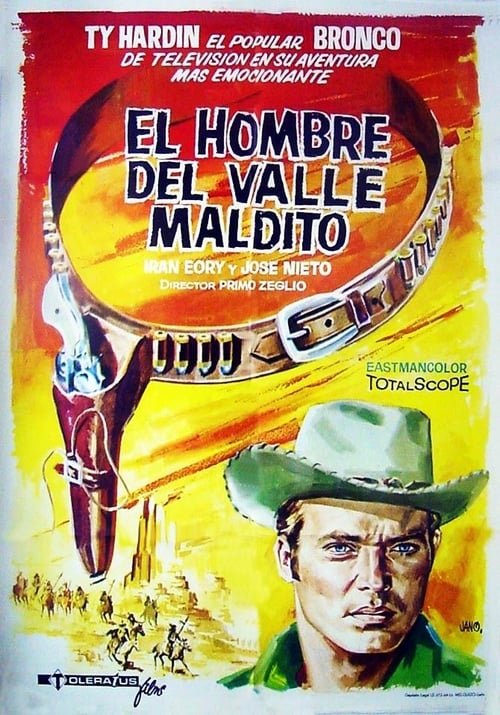 TY HARDIN EL POPULAR BRONCO
DE TELEVISION EN SU AVENTURA
MAS EMOCIONANTE
EL HOMBRE
DEL VALLE
MALDITO
IRAN EORY Y JOSE NIETO
DIRECTOR PRIMO ZEGLIO
EASTMANCOLOR
TOTALSCOPE
JANO.
TOLERATUS
films